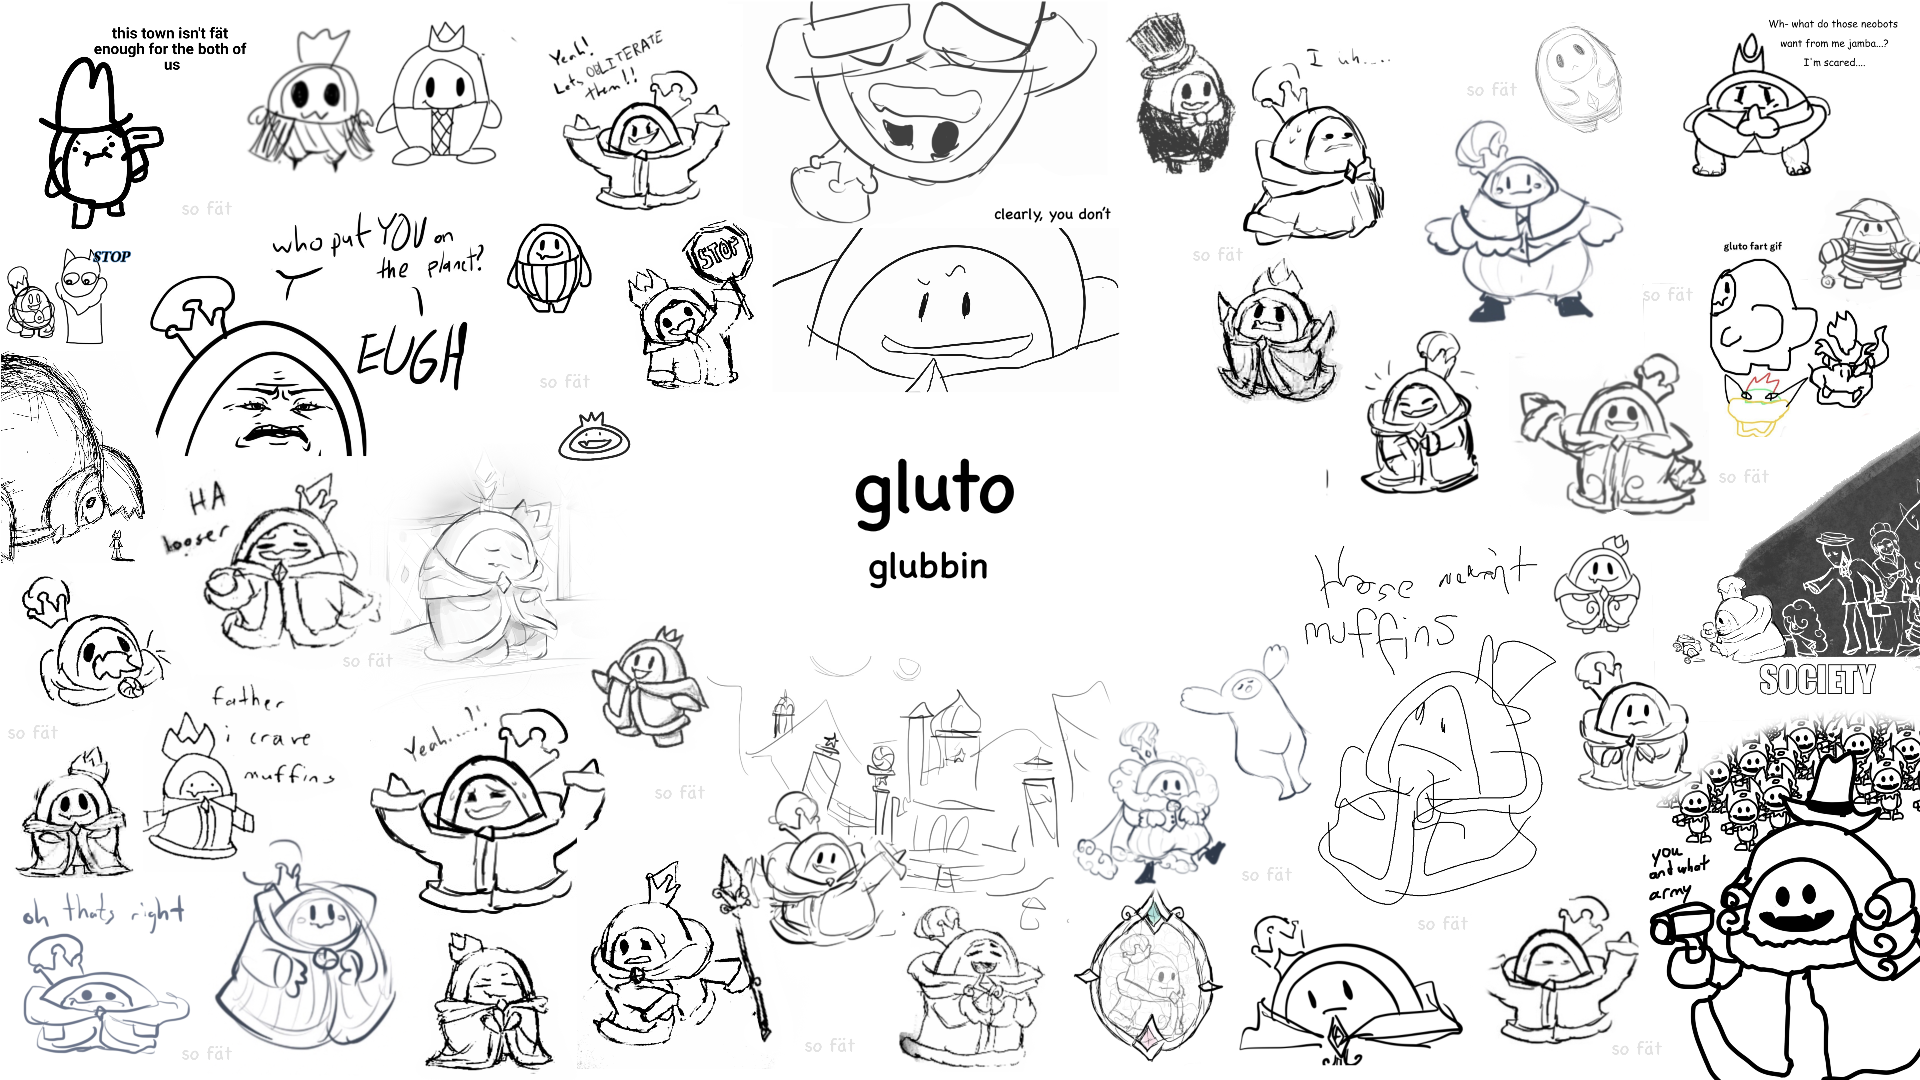 this town isn't fät
enough for the both of
us
Yeah!
Lets OBLITERATE
them!!
I uh....
so fät
Wh- what do those neobots
want from me jamba...?
I'm scared....
so fät
clearly, you don't
who put YOU on
the planet?
EUGH
STOP
STOP
so fät
gluto fart gif
so fät
so fät
so fät
gluto
glubbin
HA
looser
so fät
those
muffins
SOCIETY
father
i crave
muffins
so fät
Yeah....!!
so fät
you
and what
army
oh thats right
so fät
so fät
so fät
so fät
so fät